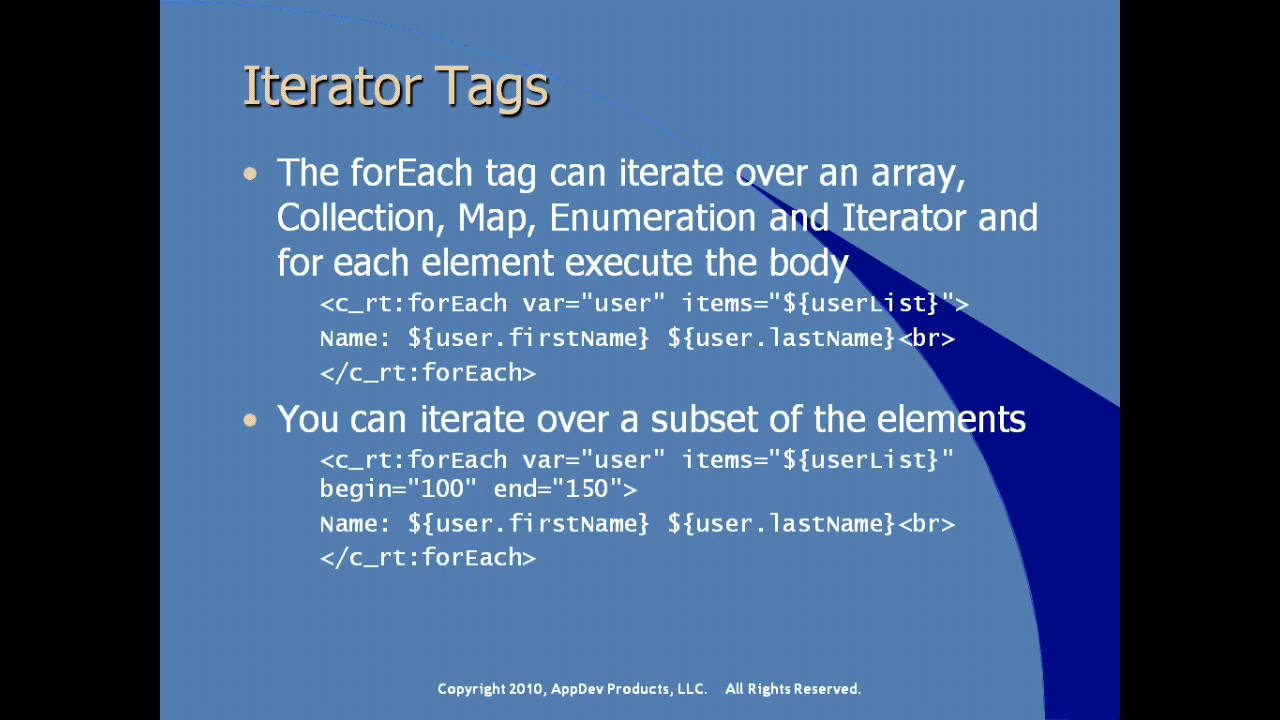 Iterator Tags
• The forEach tag can iterate over an array,
Collection, Map, Enumeration and Iterator and
for each element execute the body
<c_rt:forEach var="user" items="${userList}">
Name: ${user.firstName} ${user.lastName}<br>
</c_rt:forEach>
• You can iterate over a subset of the elements
<c_rt:forEach var="user" items="${userList}"
begin="100" end="150">
Name: ${user.firstName} ${user.lastName}<br>
</c_rt:forEach>
Copyright 2010, AppDev Products, LLC. All Rights Reserved.